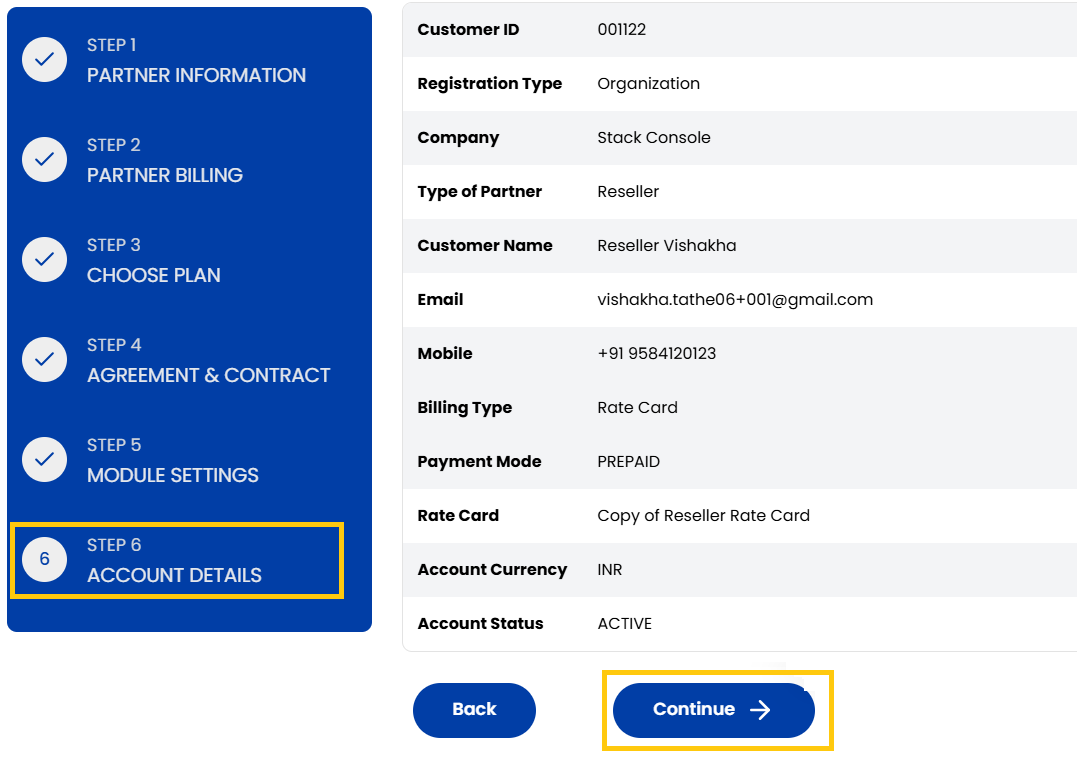 STEP 1
PARTNER INFORMATION
STEP 2
PARTNER BILLING
STEP 3
CHOOSE PLAN
STEP 4
AGREEMENT & CONTRACT
STEP 5
MODULE SETTINGS
6
STEP 6
ACCOUNT DETAILS
Customer ID 001122
Registration Type Organization
Company Stack Console
Type of Partner Reseller
Customer Name Reseller Vishakha
Email vishakha.tathe06+001@gmail.com
Mobile +91 9584120123
Billing Type Rate Card
Payment Mode PREPAID
Rate Card Copy of Reseller Rate Card
Account Currency INR
Account Status ACTIVE
Back Continue